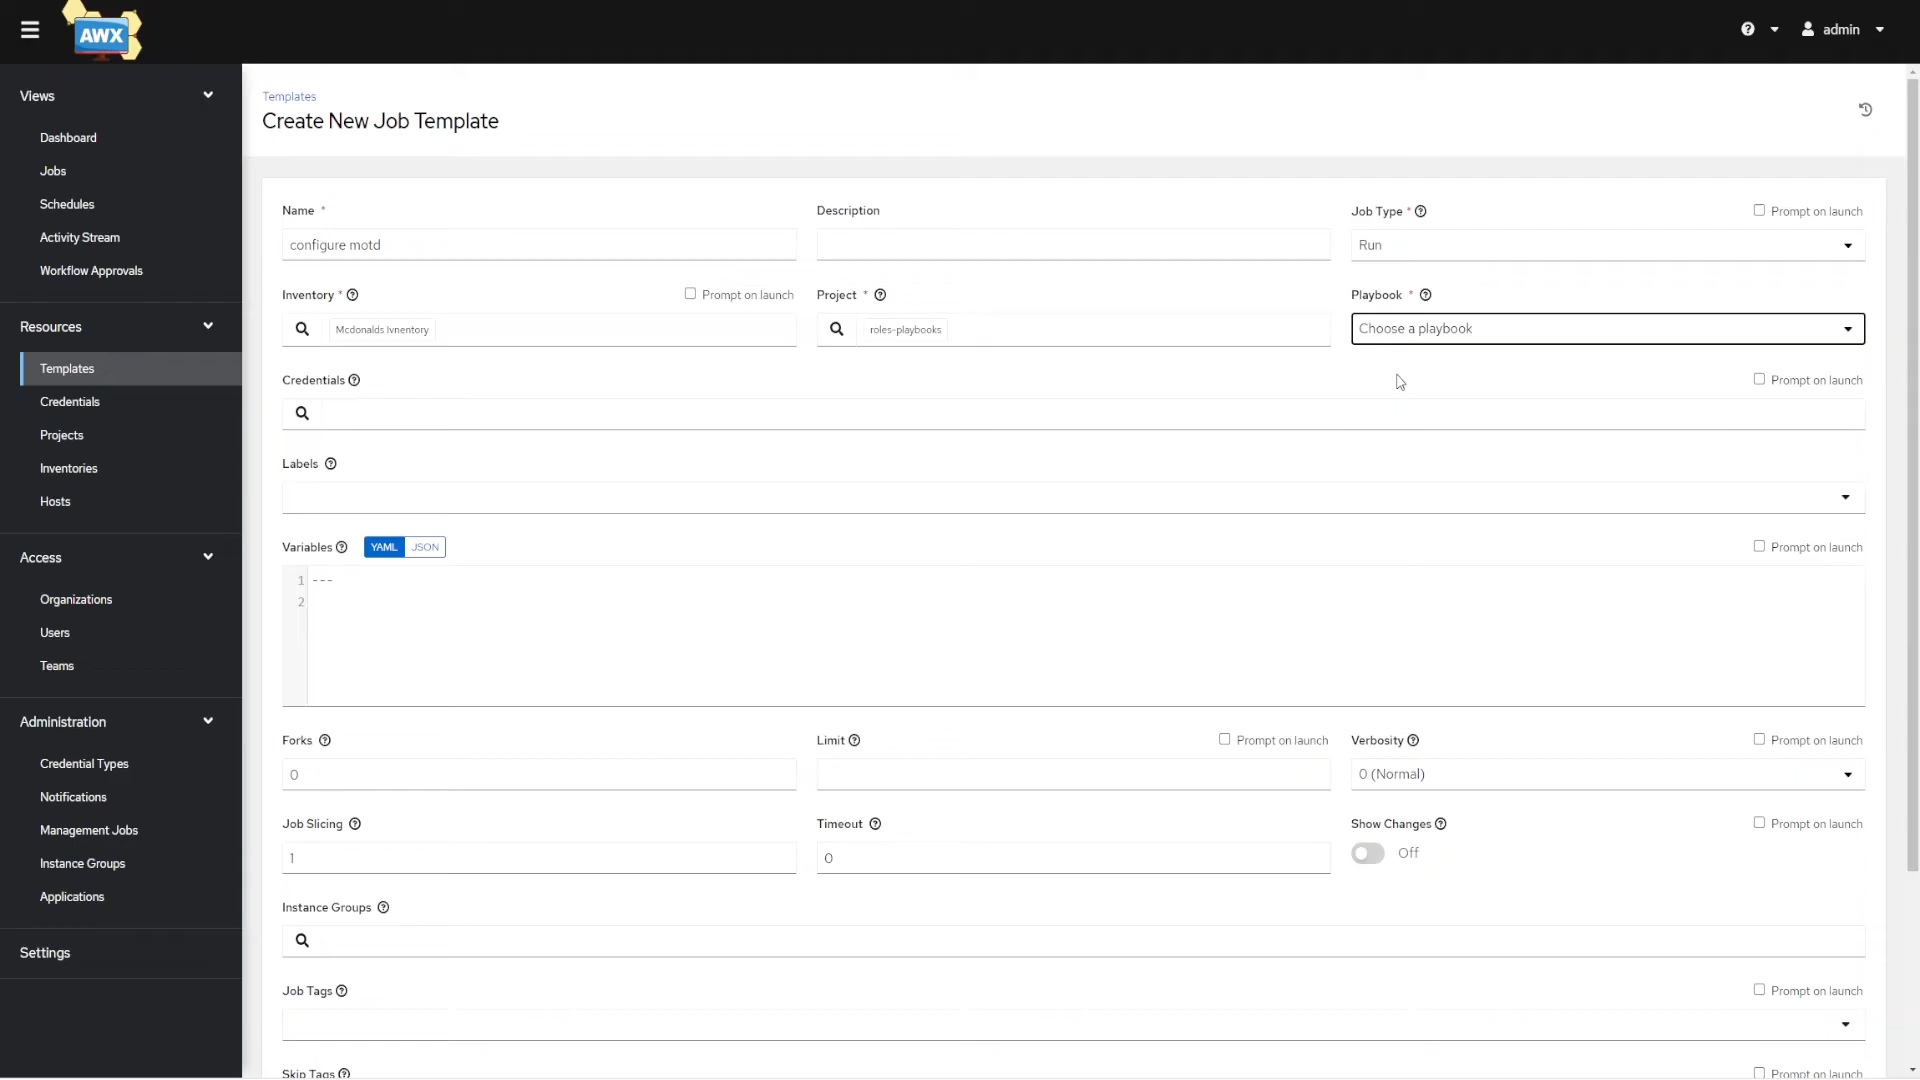 AWX
admin
Views
Dashboard
Jobs
Schedules
Activity Stream
Workflow Approvals
Resources
Templates
Credentials
Projects
Inventories
Hosts
Access
Organizations
Users
Teams
Administration
Credential Types
Notifications
Management Jobs
Instance Groups
Applications
Settings
Templates
Create New Job Template
Name *
configure motd
Description
Job Type *
Prompt on launch
Run
Inventory *
Prompt on launch
Mcdonalds Ivnentory
Project *
roles-playbooks
Playbook *
Choose a playbook
Credentials
Prompt on launch
Labels
Variables
YAML JSON
Prompt on launch
1 ---
2
Forks
0
Limit
Prompt on launch
Verbosity
Prompt on launch
0 (Normal)
Job Slicing
1
Timeout
0
Show Changes
Prompt on launch
Off
Instance Groups
Job Tags
Prompt on launch
Skip Tags
Prompt on launch